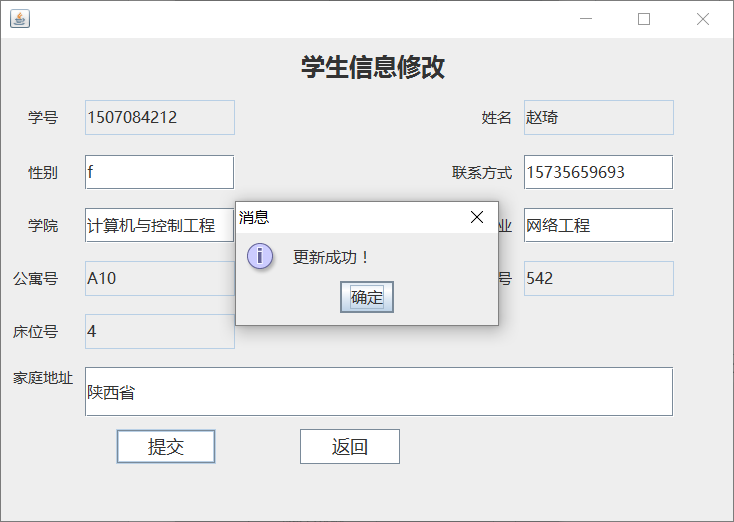 学生信息修改
学号 1507084212 姓名 赵琦
性别 f 联系方式 15735659693
学院 计算机与控制工程 业 网络工程
公寓号 A10 号 542
床位号 4
家庭地址 陕西省
提交 返回
消息
更新成功！
确定